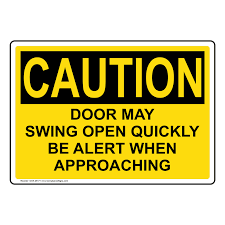 CAUTION
DOOR MAY
SWING OPEN QUICKLY
BE ALERT WHEN
APPROACHING